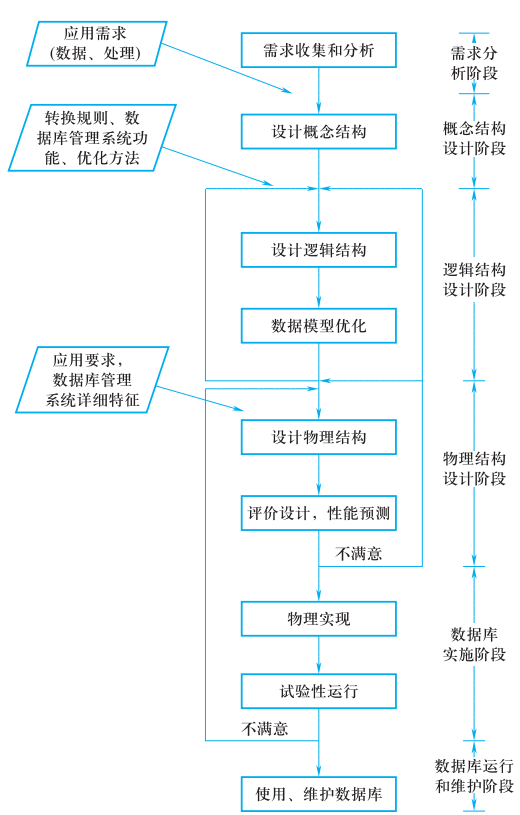 应用需求
(数据、处理)
需求收集和分析
需求分
析阶段
转换规则、数
据库管理系统功
能、优化方法
设计概念结构
概念结构
设计阶段
设计逻辑结构
逻辑结构
设计阶段
数据模型优化
应用要求，
数据库管理
系统详细特征
设计物理结构
物理结构
设计阶段
评价设计，性能预测
不满意
物理实现
数据库
实施阶段
试验性运行
不满意
使用、维护数据库
数据库运行
和维护阶段